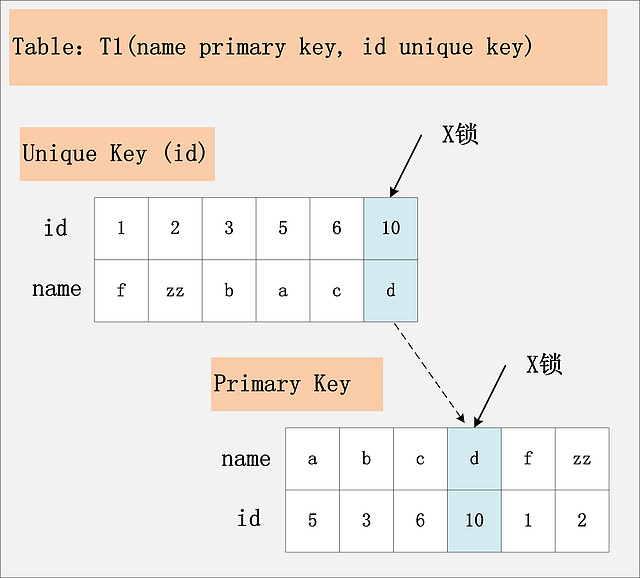 Table: T1(name primary key, id unique key)
X锁
Unique Key (id)
id 1 2 3 5 6 10
name f zz b a c d
X锁
Primary Key
name a b c d f zz
id 5 3 6 10 1 2